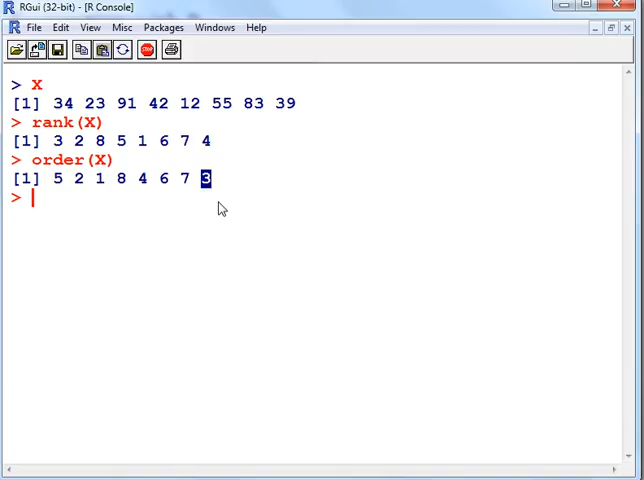 RGui (32-bit) - [R Console]
File Edit View Misc Packages Windows Help
STOP
> X
[1] 34 23 91 42 12 55 83 39
> rank(X)
[1] 3 2 8 5 1 6 7 4
> order(X)
[1] 5 2 1 8 4 6 7 3
>